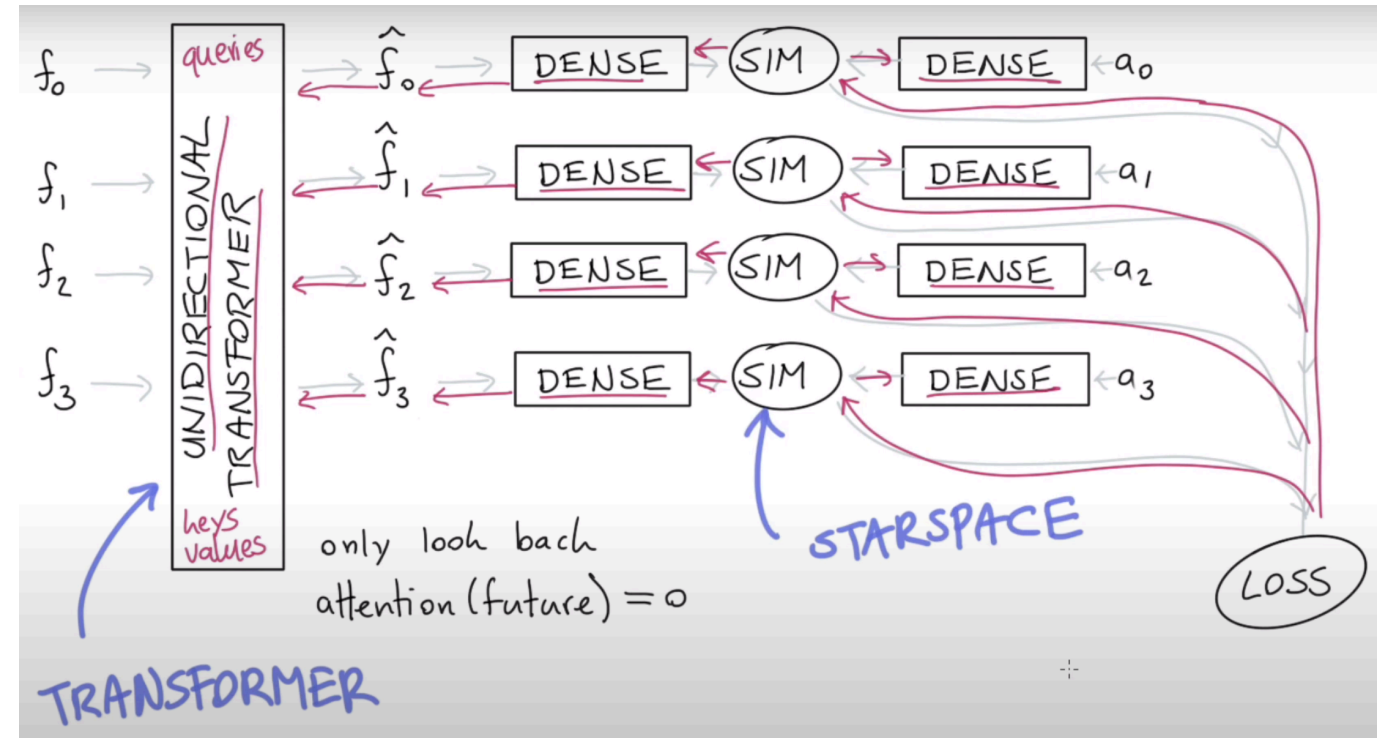 queries
f₀ f̂₀ DENSE SIM DENSE a₀
f₁ f̂₁ DENSE SIM DENSE a₁
f₂ f̂₂ DENSE SIM DENSE a₂
f₃ f̂₃ DENSE SIM DENSE a₃
UNIDIRECTIONAL
TRANSFORMER
keys
values
only look back
attention (future) = 0
STARSPACE
LOSS
TRANSFORMER